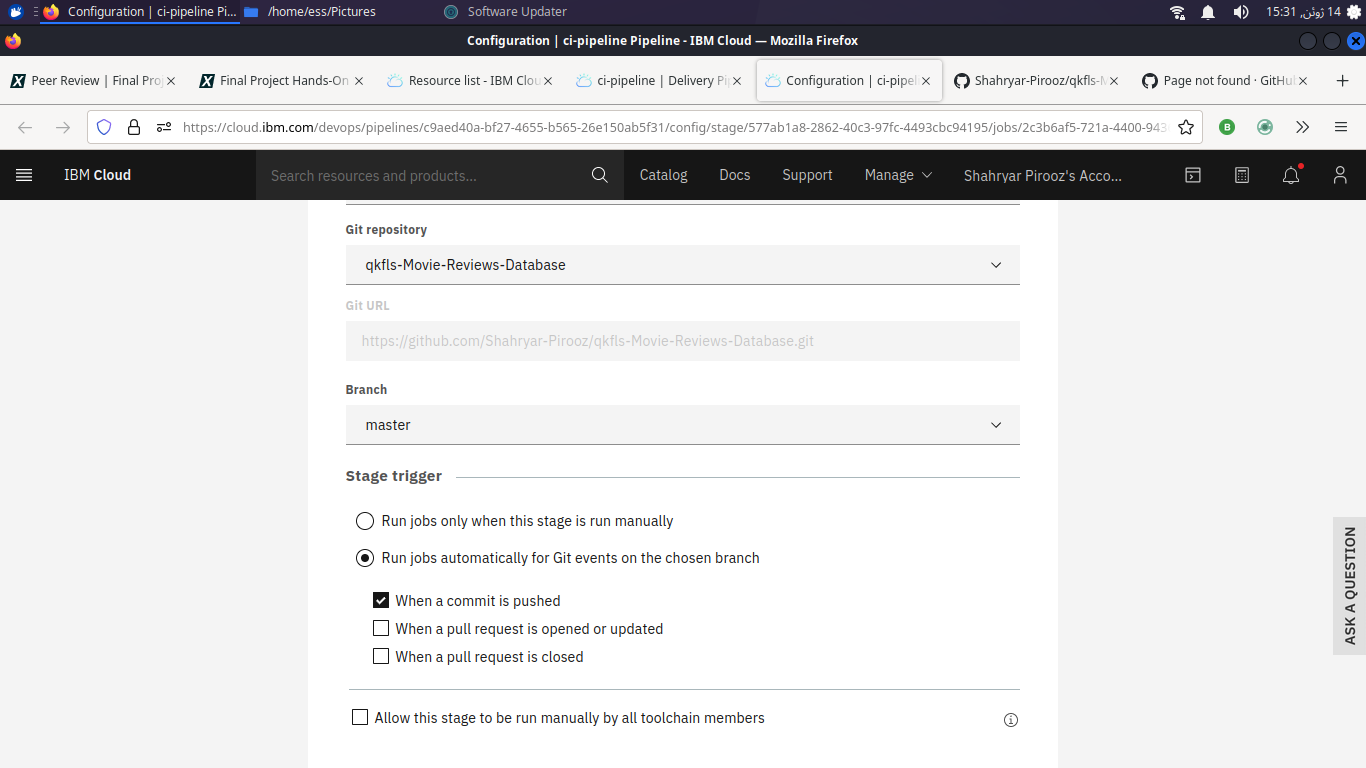 Configuration | ci-pipeline Pi... /home/ess/Pictures Software Updater 14 ژوئن, 15:31
Configuration | ci-pipeline Pipeline - IBM Cloud — Mozilla Firefox
Peer Review | Final Proj Final Project Hands-On Resource list - IBM Clou ci-pipeline | Delivery Pi Configuration | ci-pipel Shahryar-Pirooz/qkfls-M Page not found · GitHu
https://cloud.ibm.com/devops/pipelines/c9aed40a-bf27-4655-b565-26e150ab5f31/config/stage/577ab1a8-2862-40c3-97fc-4493cbc94195/jobs/2c3b6af5-721a-4400-943
IBM Cloud Search resources and products... Catalog Docs Support Manage Shahryar Pirooz's Acco...
Git repository
qkfls-Movie-Reviews-Database
Git URL
https://github.com/Shahryar-Pirooz/qkfls-Movie-Reviews-Database.git
Branch
master
Stage trigger
Run jobs only when this stage is run manually
Run jobs automatically for Git events on the chosen branch
When a commit is pushed
When a pull request is opened or updated
When a pull request is closed
Allow this stage to be run manually by all toolchain members
ASK A QUESTION